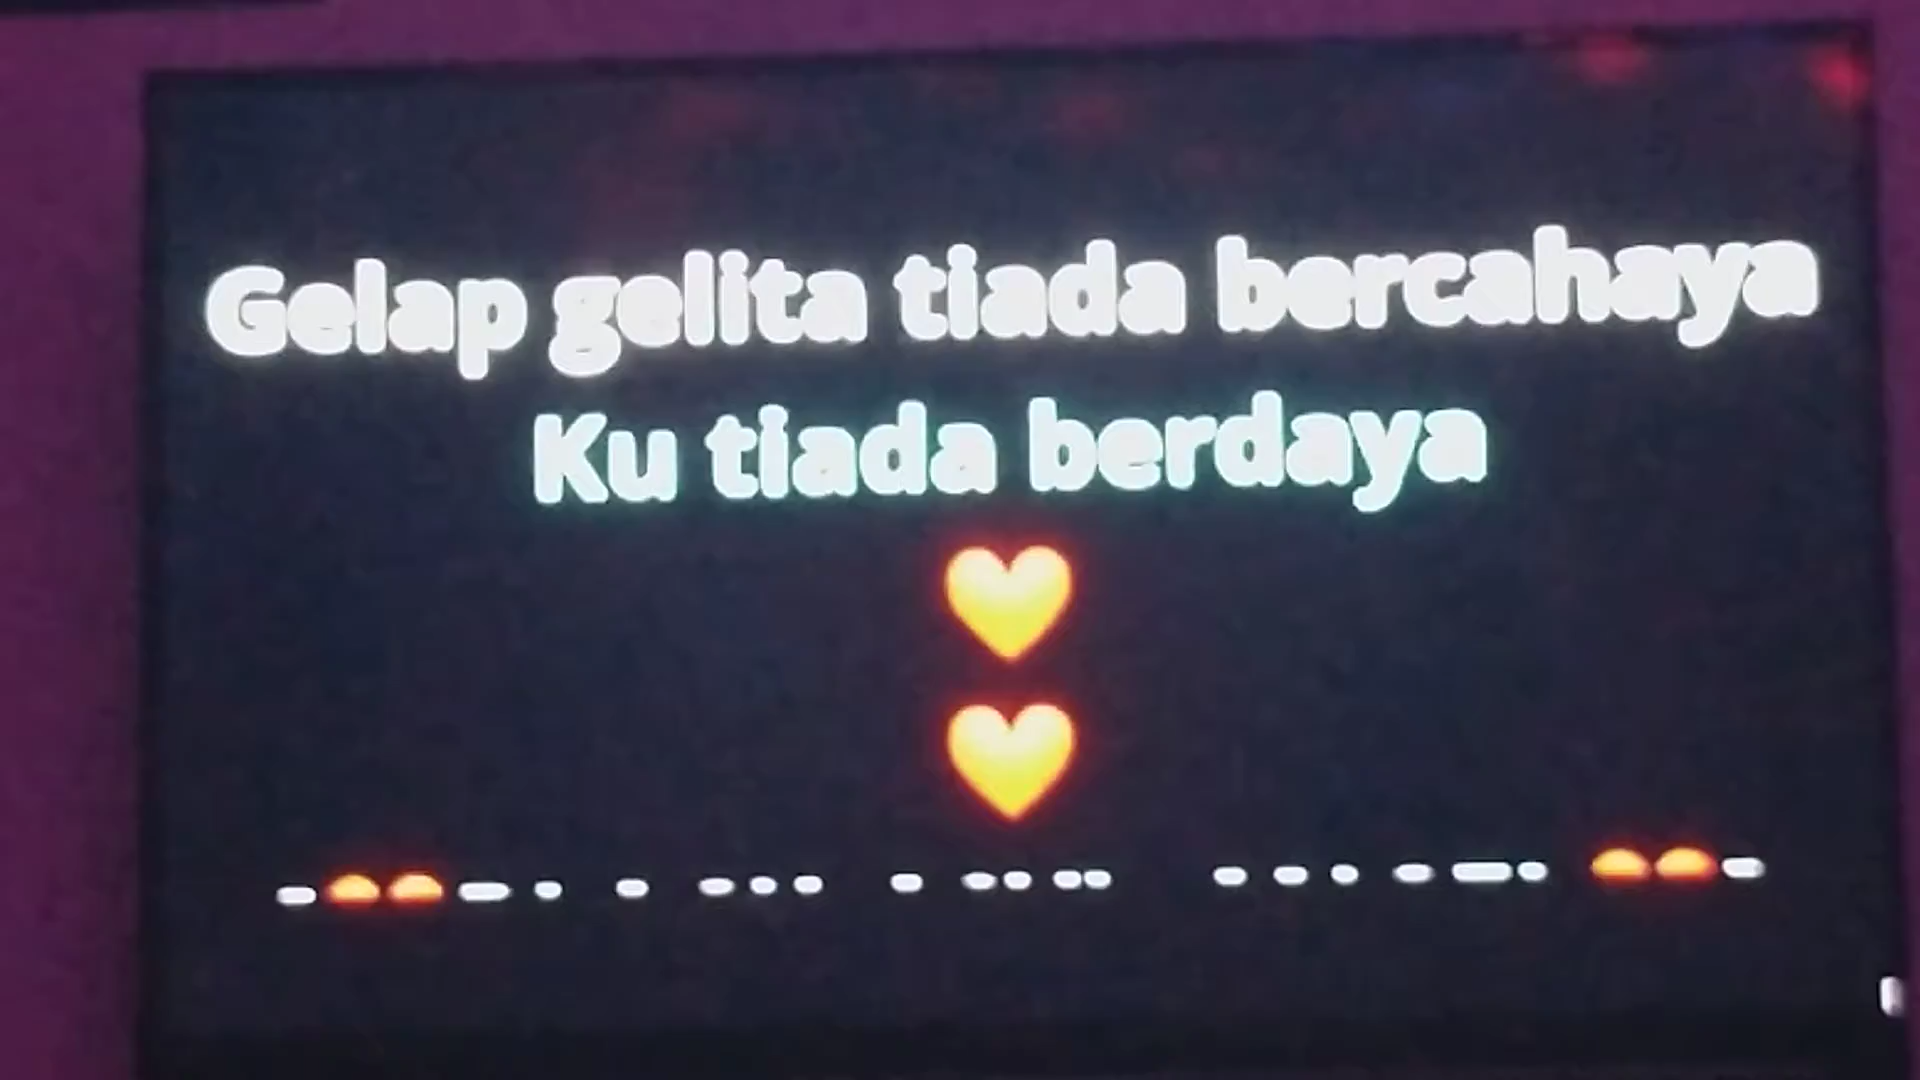 Gelap gelita tiada bercahaya
Ku tiada berdaya
💛
💛